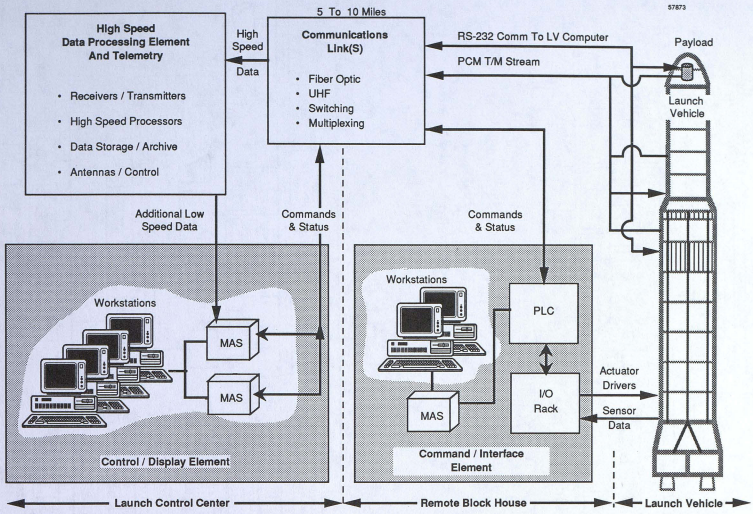 57873
5 To 10 Miles
High Speed
Data Processing Element
And Telemetry
• Receivers / Transmitters
• High Speed Processors
• Data Storage / Archive
• Antennas / Control
High
Speed
Data
Communications
Link(S)
• Fiber Optic
• UHF
• Switching
• Multiplexing
RS-232 Comm To LV Computer
PCM T/M Stream
Payload
Launch
Vehicle
Additional Low
Speed Data
Commands
& Status
Commands
& Status
Workstations
MAS
MAS
Control / Display Element
Workstations
MAS
PLC
I/O
Rack
Command / Interface
Element
Actuator
Drivers
Sensor
Data
Launch Control Center
Remote Block House
Launch Vehicle